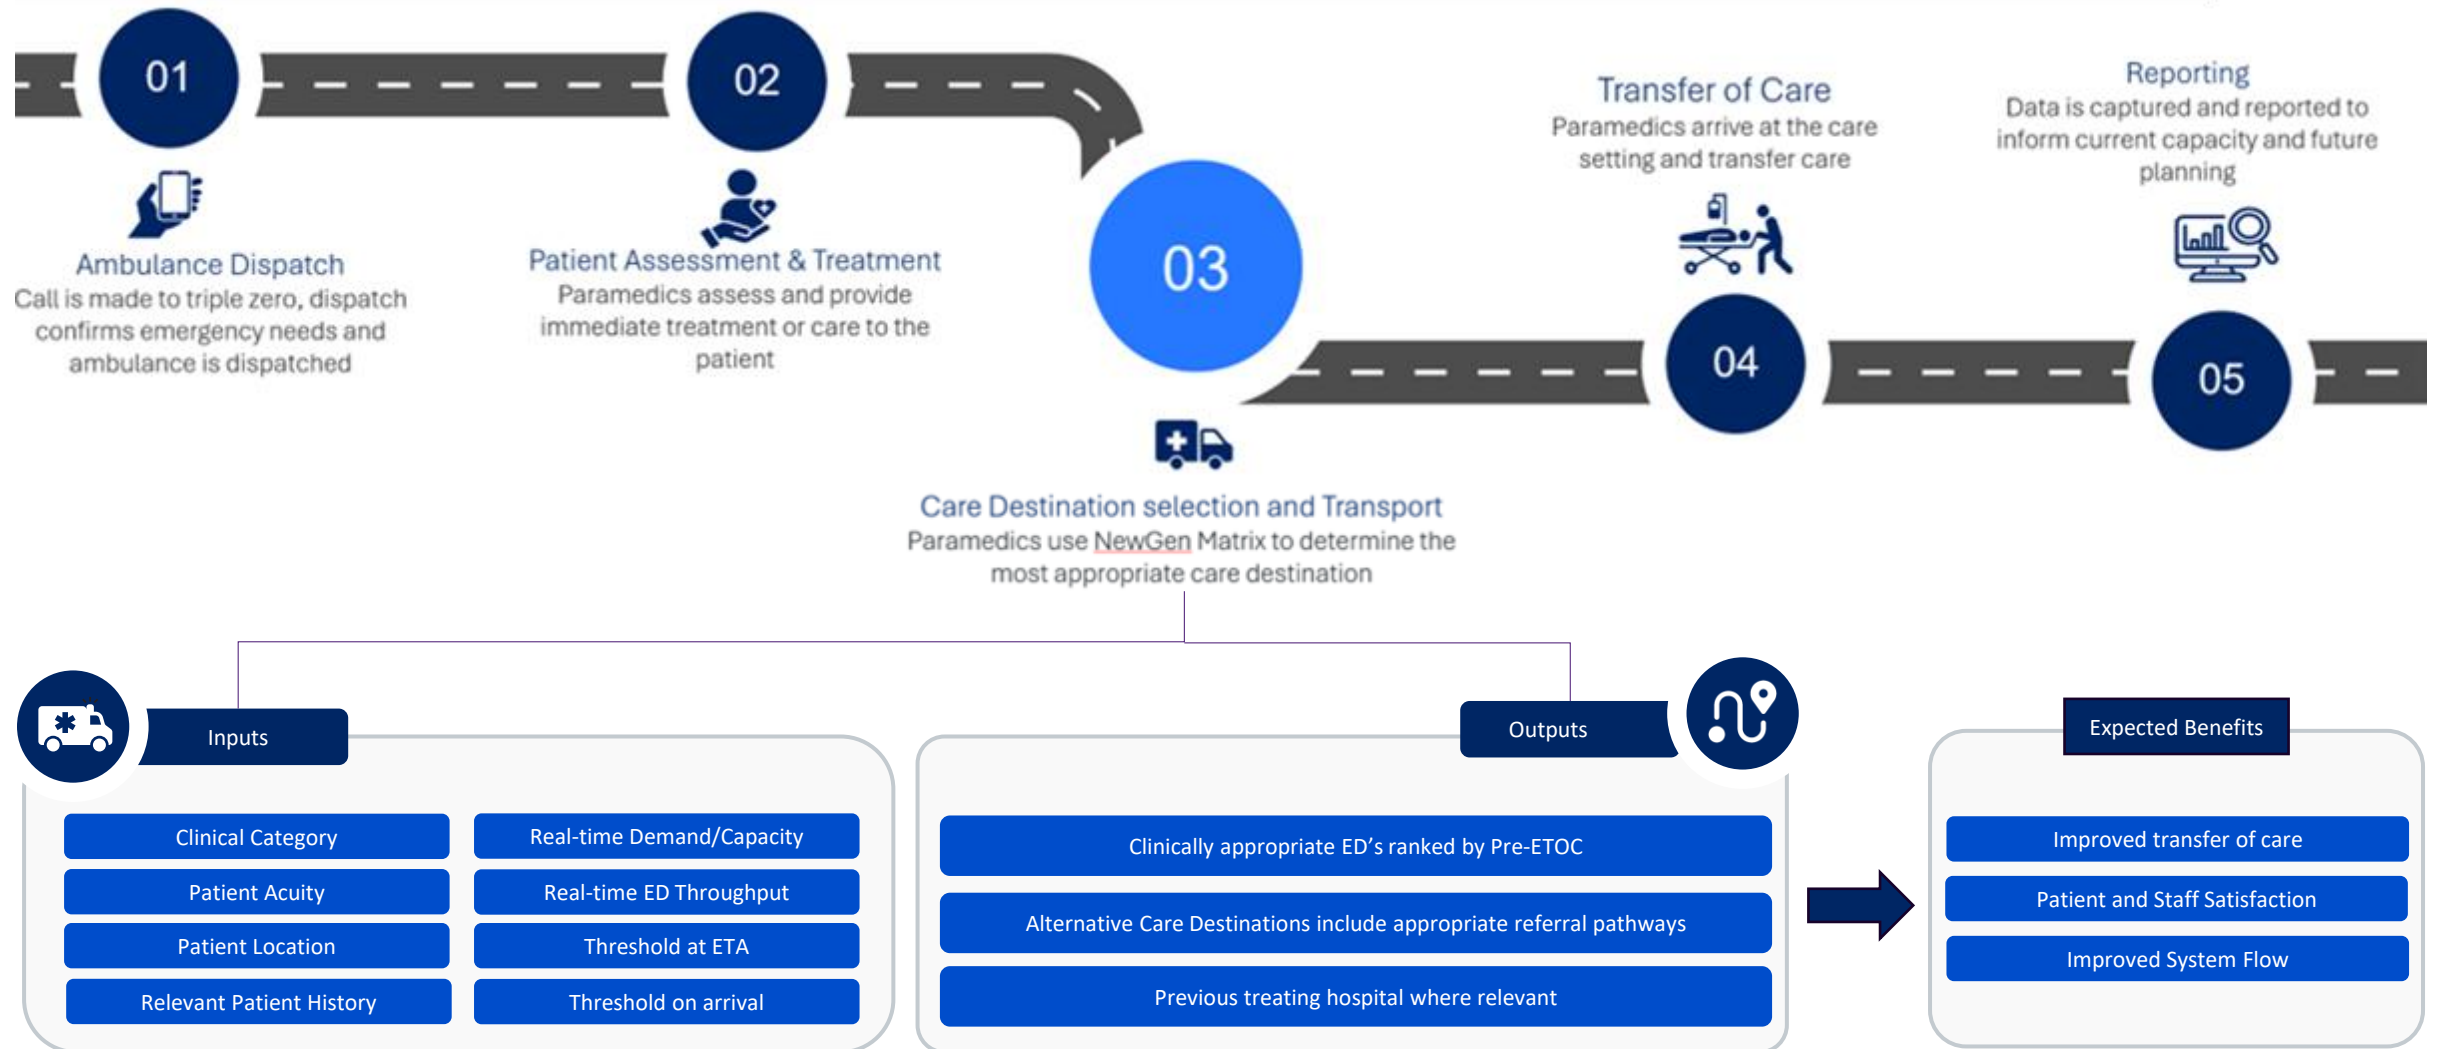 01
Ambulance Dispatch
Call is made to triple zero, dispatch
confirms emergency needs and
ambulance is dispatched
02
Patient Assessment & Treatment
Paramedics assess and provide
immediate treatment or care to the
patient
03
Care Destination selection and Transport
Paramedics use NewGen Matrix to determine the
most appropriate care destination
Transfer of Care
Paramedics arrive at the care
setting and transfer care
04
Reporting
Data is captured and reported to
inform current capacity and future
planning
05
Inputs
Clinical Category
Patient Acuity
Patient Location
Relevant Patient History
Real-time Demand/Capacity
Real-time ED Throughput
Threshold at ETA
Threshold on arrival
Outputs
Clinically appropriate ED’s ranked by Pre-ETOC
Alternative Care Destinations include appropriate referral pathways
Previous treating hospital where relevant
Expected Benefits
Improved transfer of care
Patient and Staff Satisfaction
Improved System Flow